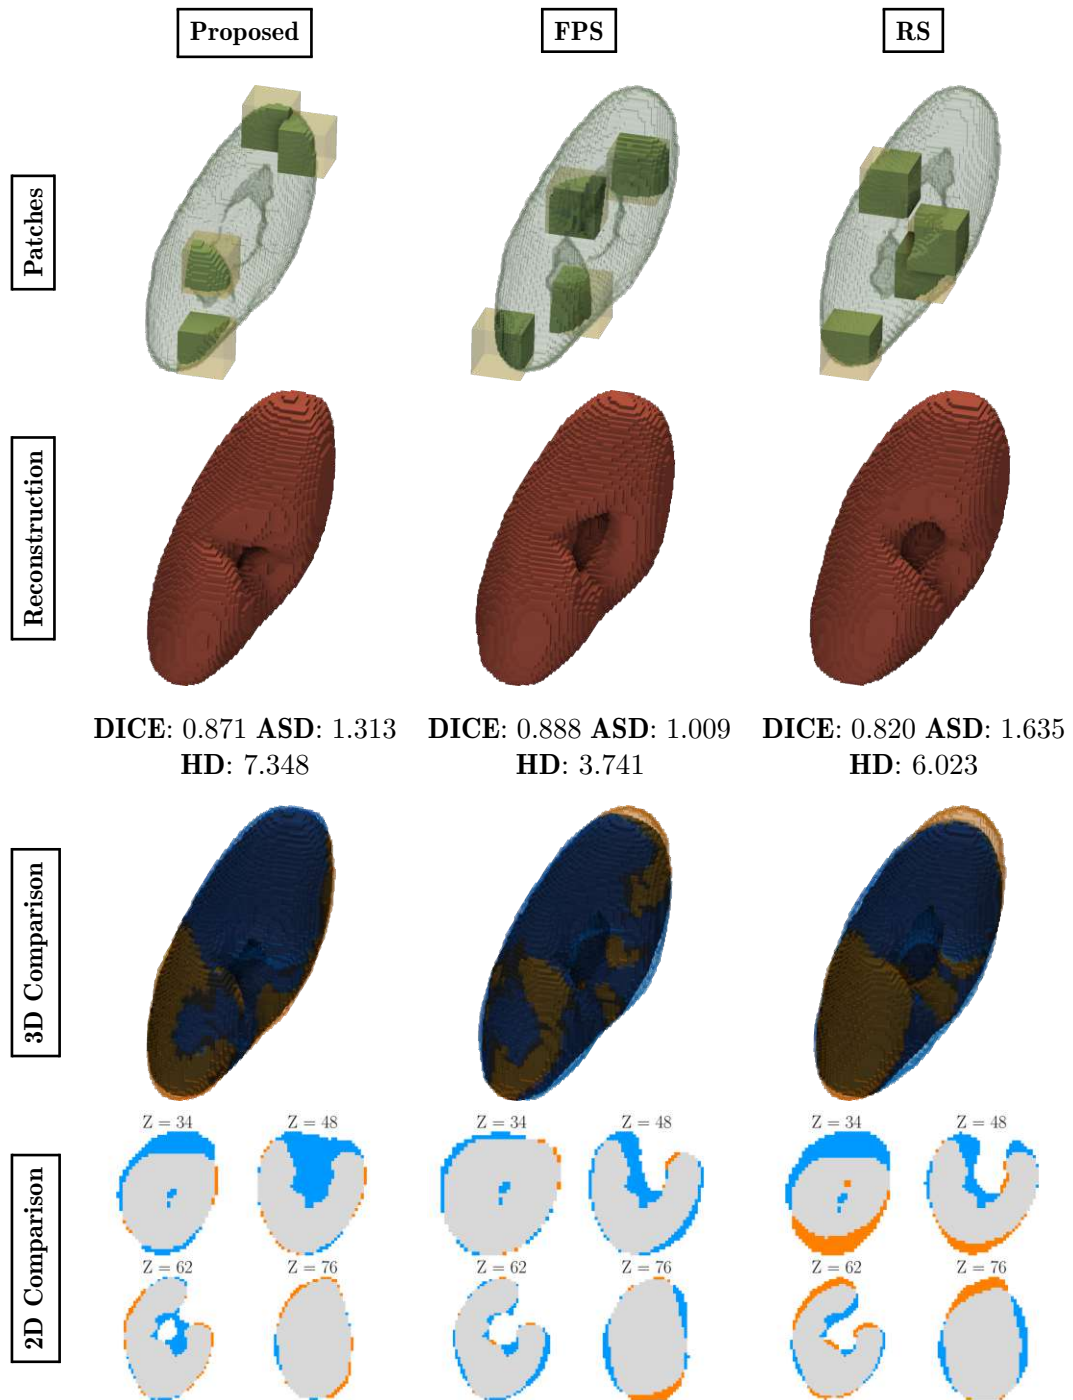 Proposed
FPS
RS
Patches
Reconstruction
DICE: 0.871 ASD: 1.313
HD: 7.348
DICE: 0.888 ASD: 1.009
HD: 3.741
DICE: 0.820 ASD: 1.635
HD: 6.023
3D Comparison
2D Comparison
Z = 34
Z = 48
Z = 34
Z = 48
Z = 34
Z = 48
Z = 62
Z = 76
Z = 62
Z = 76
Z = 62
Z = 76